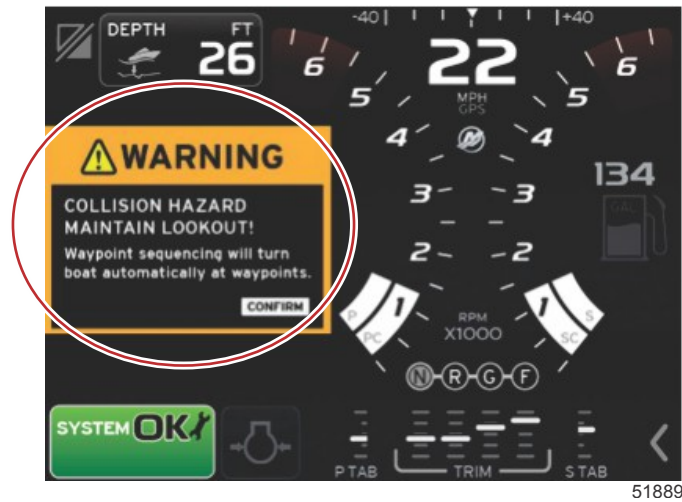 DEPTH FT
26
-40 +40
22
MPH
GPS
6 6
5 5
4 4
3 3
2 2
1 1
P PC
S SC
RPM
X1000
134
GAL
WARNING
COLLISION HAZARD
MAINTAIN LOOKOUT!
Waypoint sequencing will turn
boat automatically at waypoints.
CONFIRM
N R G F
SYSTEM OK
P TAB TRIM S TAB
51889